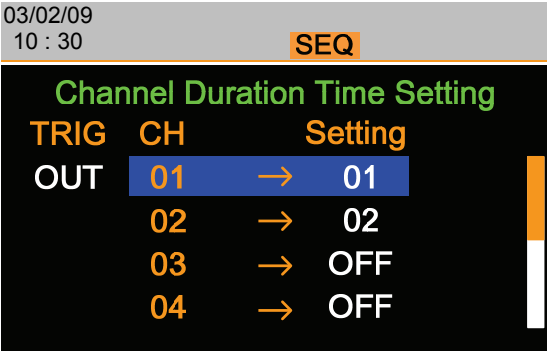 03/02/09
10 : 30
SEQ
Channel Duration Time Setting
TRIG CH Setting
OUT 01 → 01
02 → 02
03 → OFF
04 → OFF